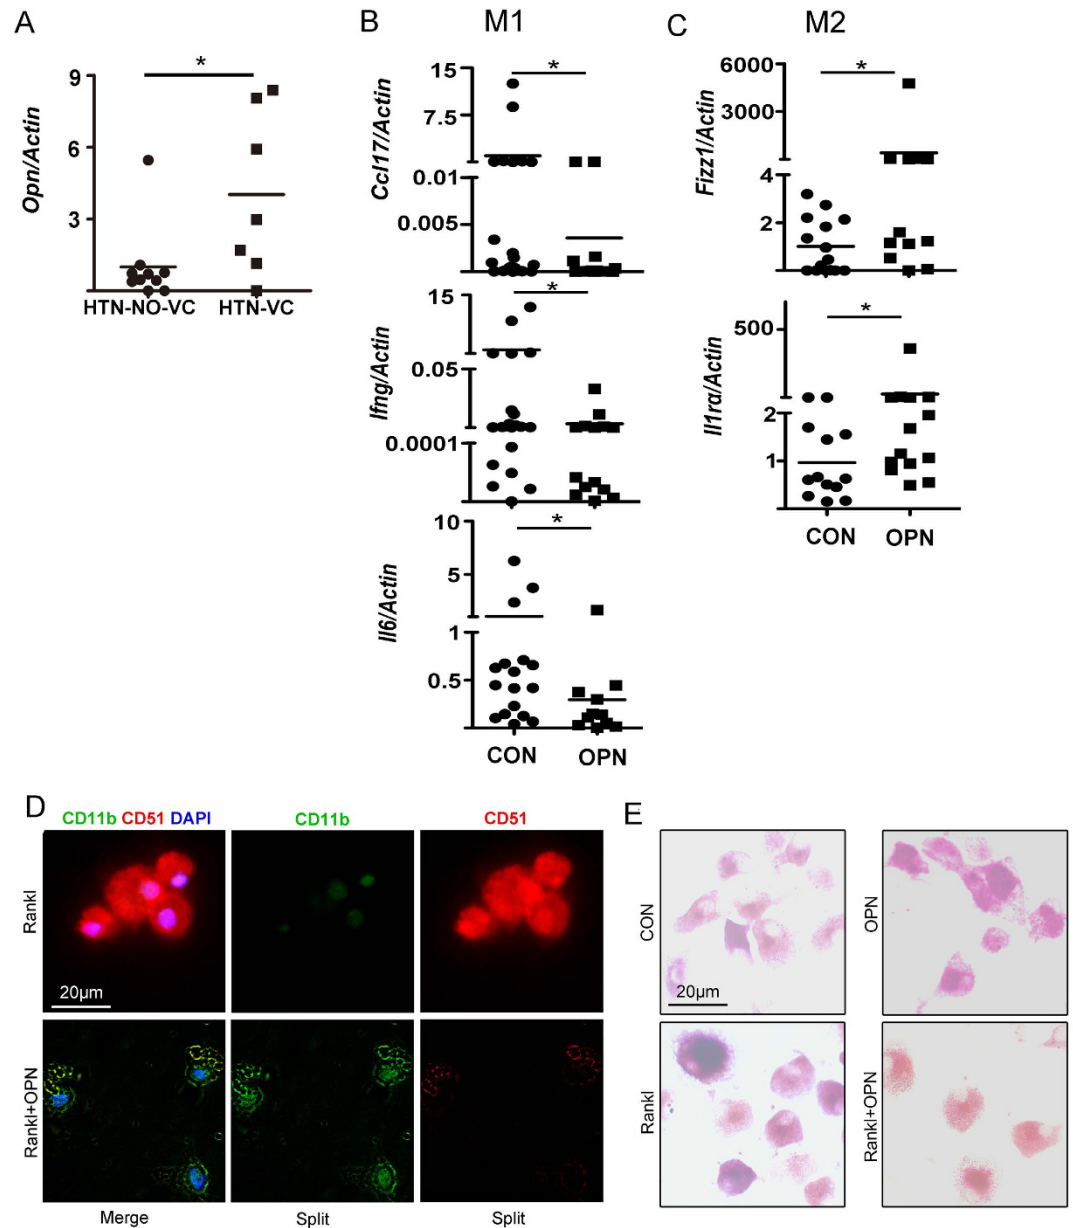 A
*
Opn/Actin
9
6
3
HTN-NO-VC HTN-VC
B M1
*
Ccl17/Actin
15
7.5
0.01
0.005
*
Ifng/Actin
15
0.05
0.0001
*
Il6/Actin
10
5
1
0.5
CON OPN
C M2
*
Fizz1/Actin
6000
3000
4
2
*
Il1ra/Actin
500
2
1
CON OPN
D
CD11b CD51 DAPI CD11b CD51
Rankl
20μm
Rankl+OPN
Merge Split Split
E
CON
20μm
OPN
Rankl
Rankl+OPN